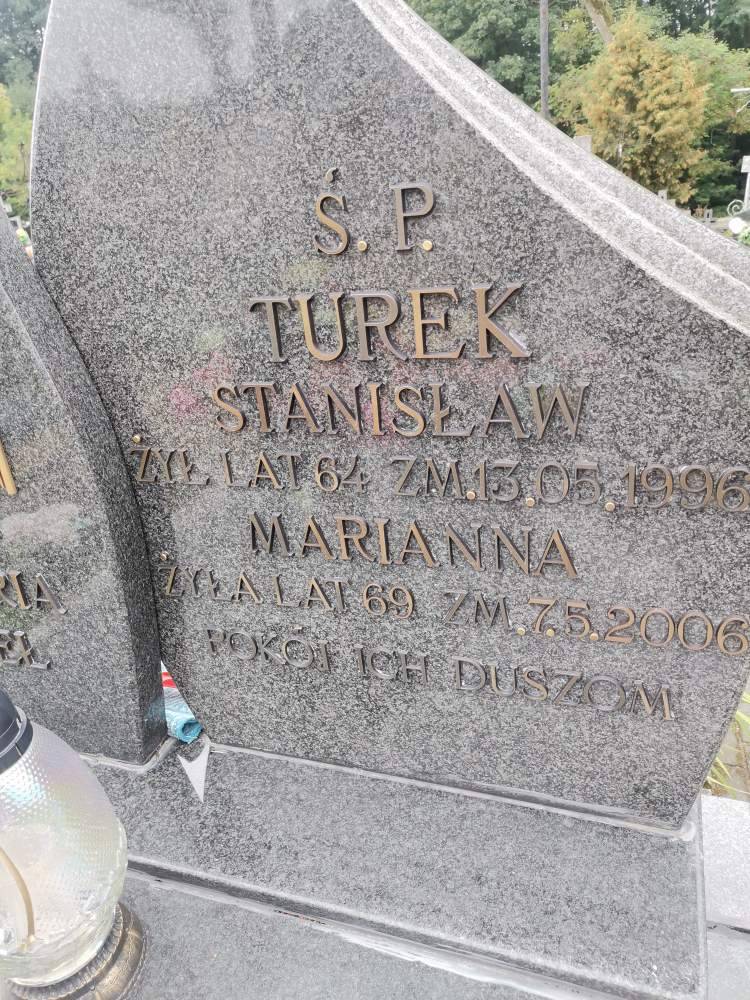 Ś. P.
TUREK
STANISŁAW
ŻYŁ LAT 64 ZM. 13.05.1996
MARIANNA
ŻYŁA LAT 69 ZM. 7.5.2006
POKÓJ ICH DUSZOM